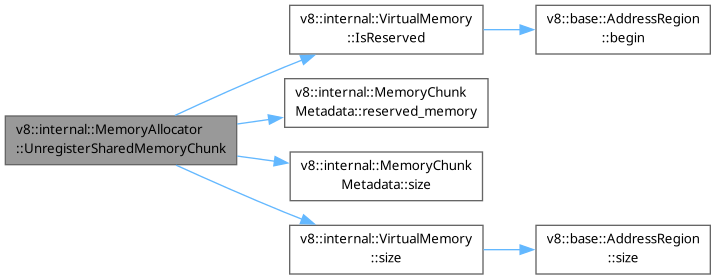 v8::internal::MemoryAllocator
::UnregisterSharedMemoryChunk
v8::internal::VirtualMemory
::IsReserved
v8::base::AddressRegion
::begin
v8::internal::MemoryChunk
Metadata::reserved_memory
v8::internal::MemoryChunk
Metadata::size
v8::internal::VirtualMemory
::size
v8::base::AddressRegion
::size